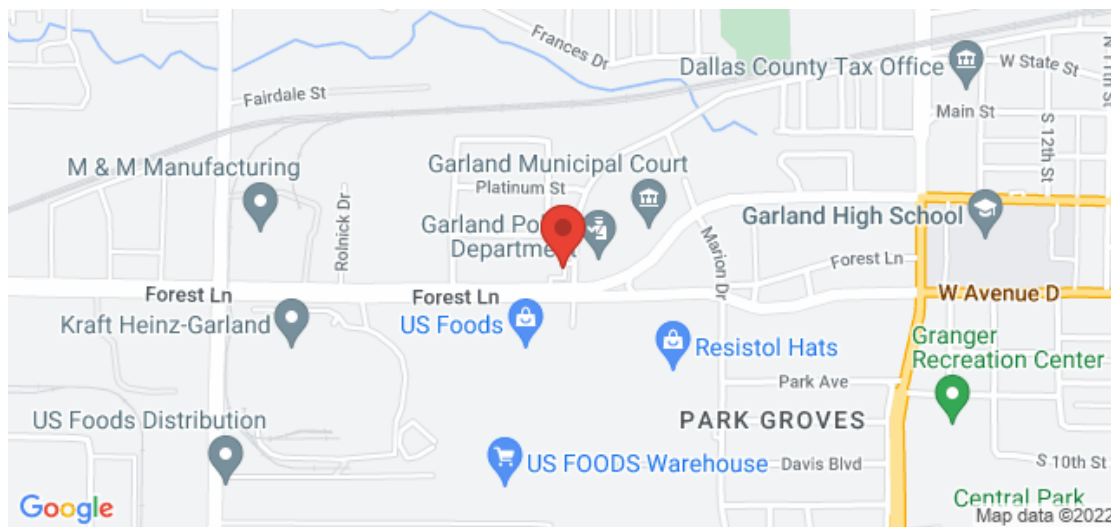 Frances Dr
Dallas County Tax Office
W State St
N 11th St
Fairdale St
Main St
S 12th St
M & M Manufacturing
Garland Municipal Court
Platinum St
Rolnick Dr
Garland Pol
Department
Garland High School
Marion Dr
Forest Ln
Forest Ln
Forest Ln
W Avenue D
Kraft Heinz-Garland
US Foods
Resistol Hats
Granger
Recreation Center
Park Ave
US Foods Distribution
PARK GROVES
US FOODS Warehouse
Davis Blvd
S 10th St
Central Park
Google
Map data ©2022